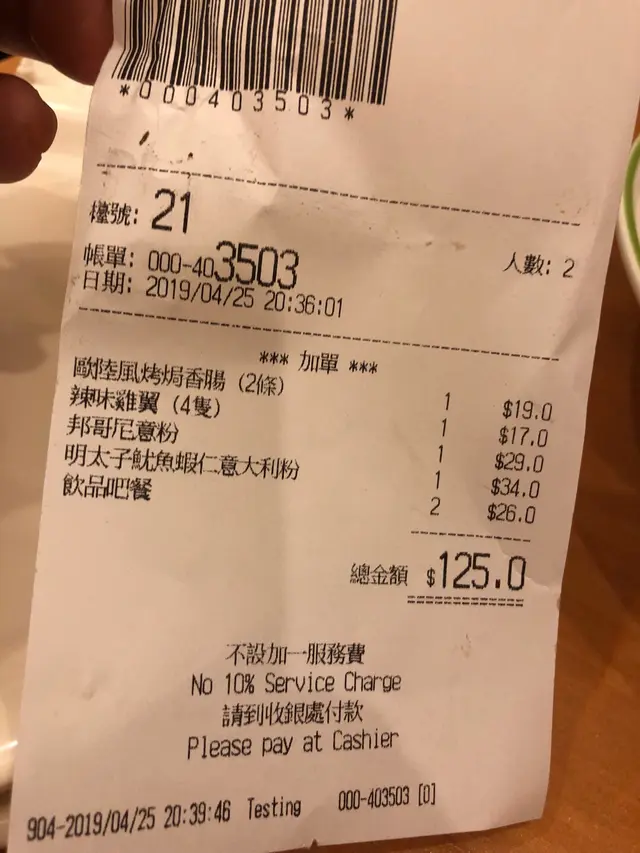 *000403503*
檯號: 21
帳單: 000-403503 人數: 2
日期: 2019/04/25 20:36:01
*** 加單 ***
歐陸風烤焗香腸 (2條) 1 $19.0
辣味雞翼 (4隻) 1 $17.0
邦哥尼意粉 1 $29.0
明太子魷魚蝦仁意大利粉 1 $34.0
飲品吧餐 2 $26.0
總金額 $125.0
不設加一服務費
No 10% Service Charge
請到收銀處付款
Please pay at Cashier
904-2019/04/25 20:39:46 Testing 000-403503 [0]